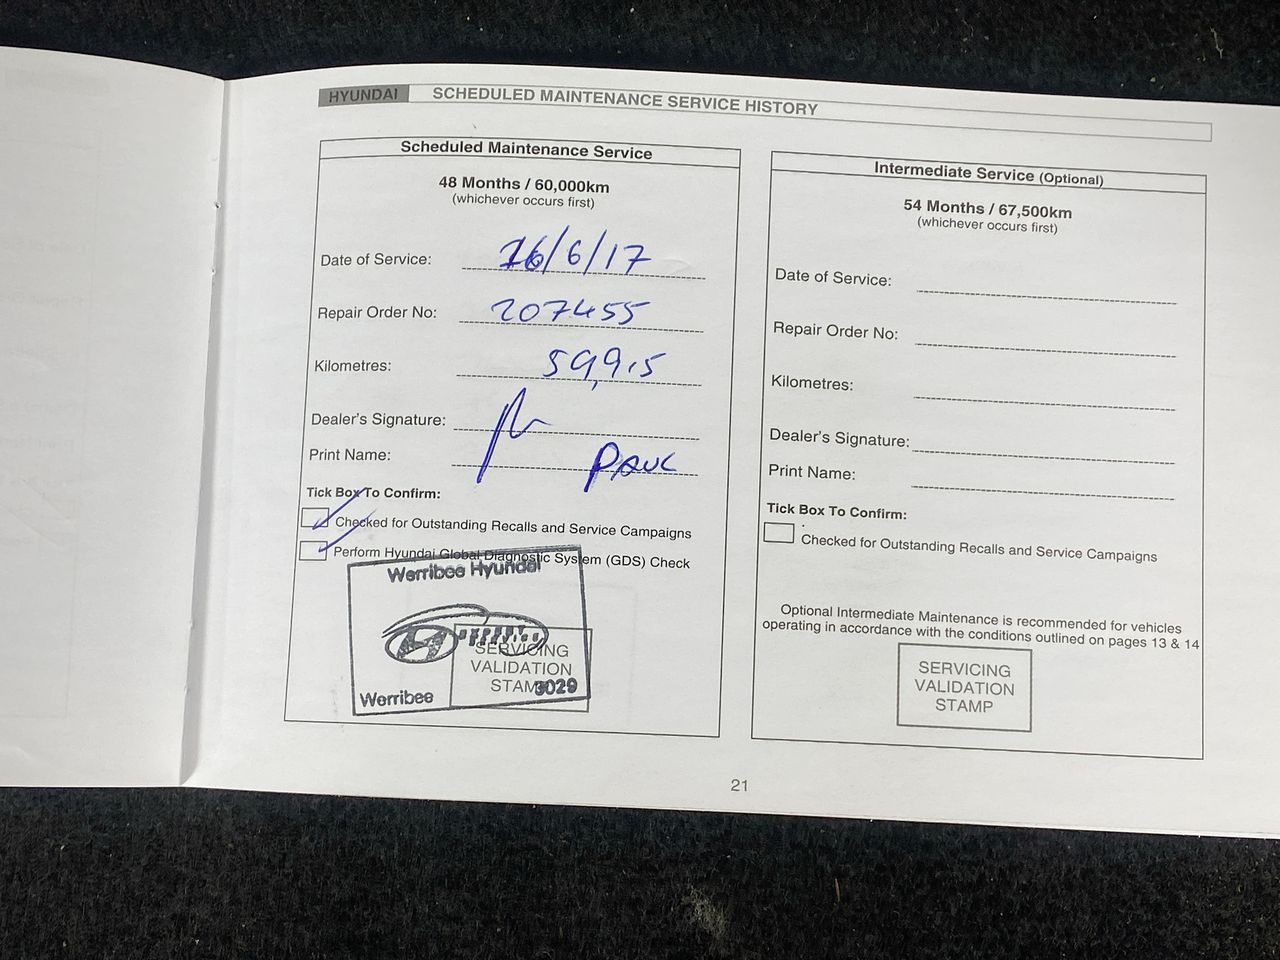 HYUNDAI SCHEDULED MAINTENANCE SERVICE HISTORY
Scheduled Maintenance Service
48 Months / 60,000km
(whichever occurs first)
Date of Service: 16/6/17
Repair Order No: 207455
Kilometres: 59,915
Dealer's Signature:
Print Name: PAUL
Tick Box To Confirm:
Checked for Outstanding Recalls and Service Campaigns
Perform Hyundai Global Diagnostic System (GDS) Check
Werribee Hyundai
EXPERT
SERVICING
SERVICING
VALIDATION
STAMP
Werribee 3029
Intermediate Service (Optional)
54 Months / 67,500km
(whichever occurs first)
Date of Service:
Repair Order No:
Kilometres:
Dealer's Signature:
Print Name:
Tick Box To Confirm:
Checked for Outstanding Recalls and Service Campaigns
Optional Intermediate Maintenance is recommended for vehicles
operating in accordance with the conditions outlined on pages 13 & 14
SERVICING
VALIDATION
STAMP
21